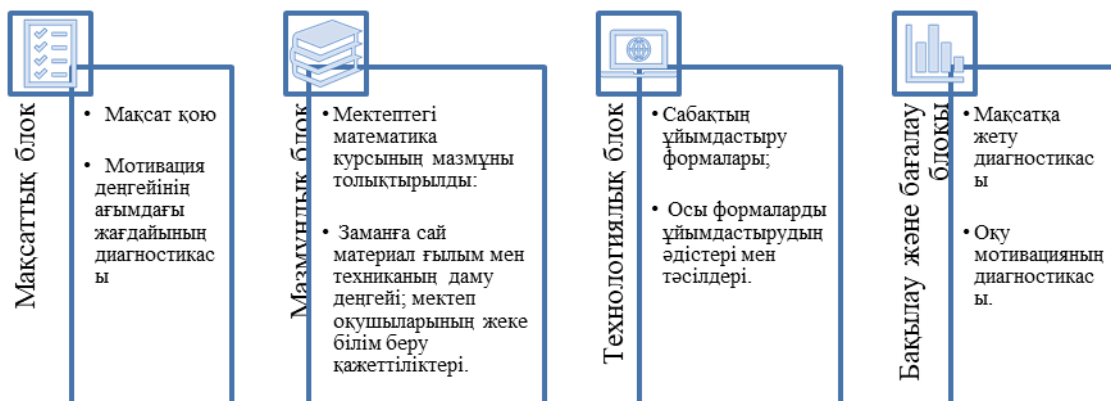 Мақсаттық блок
• Мақсат қою
• Мотивация
деңгейінің
ағымдағы
жағдайының
диагностикас
ы
Мазмұндық блок
• Мектептегі
математика
курсының мазмұны
толықтырылды:
• Заманға сай
материал ғылым мен
техниканың даму
деңгейі; мектеп
оқушыларының жеке
білім беру
қажеттіліктері.
Технологиялық блок
• Сабақтың
ұйымдастыру
формалары;
• Осы формаларды
ұйымдастырудың
әдістері мен
тәсілдері.
Бақылау және бағалау
блокы
• Мақсатқа
жету
диагностикас
ы
• Оқу
мотивацияның
диагностикас
ы.